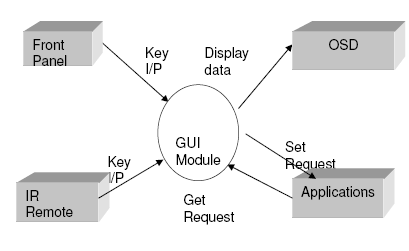 Front
Panel
Key
I/P
Display
data
OSD
GUI
Module
Key
I/P
IR
Remote
Get
Request
Set
Request
Applications